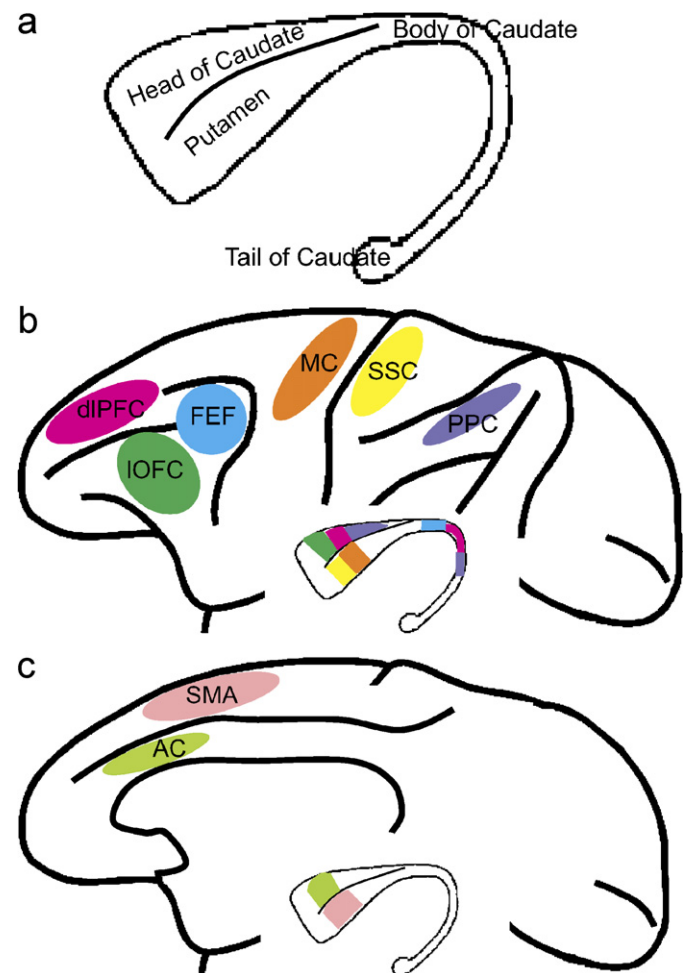 a
Head of Caudate
Body of Caudate
Putamen
Tail of Caudate
b
MC
SSC
dlPFC
FEF
PPC
lOFC
c
SMA
AC